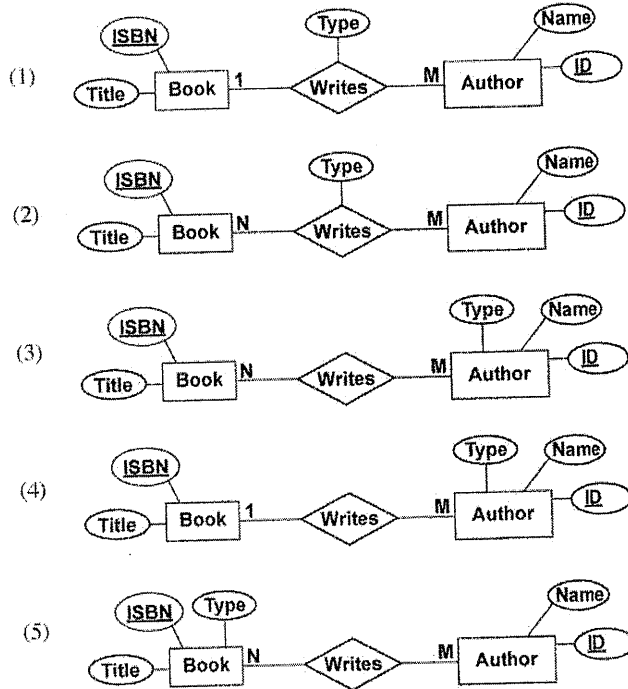 ISBN Type Name
(1) Title Book 1 Writes M Author ID
ISBN Type Name
(2) Title Book N Writes M Author ID
ISBN Type Name
(3) Title Book N Writes M Author ID
ISBN Type Name
(4) Title Book 1 Writes M Author ID
ISBN Type Name
(5) Title Book N Writes M Author ID